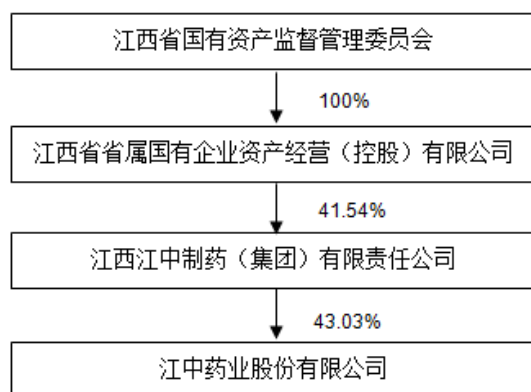 江西省国有资产监督管理委员会
100%
江西省省属国有企业资产经营（控股）有限公司
41.54%
江西江中制药（集团）有限责任公司
43.03%
江中药业股份有限公司